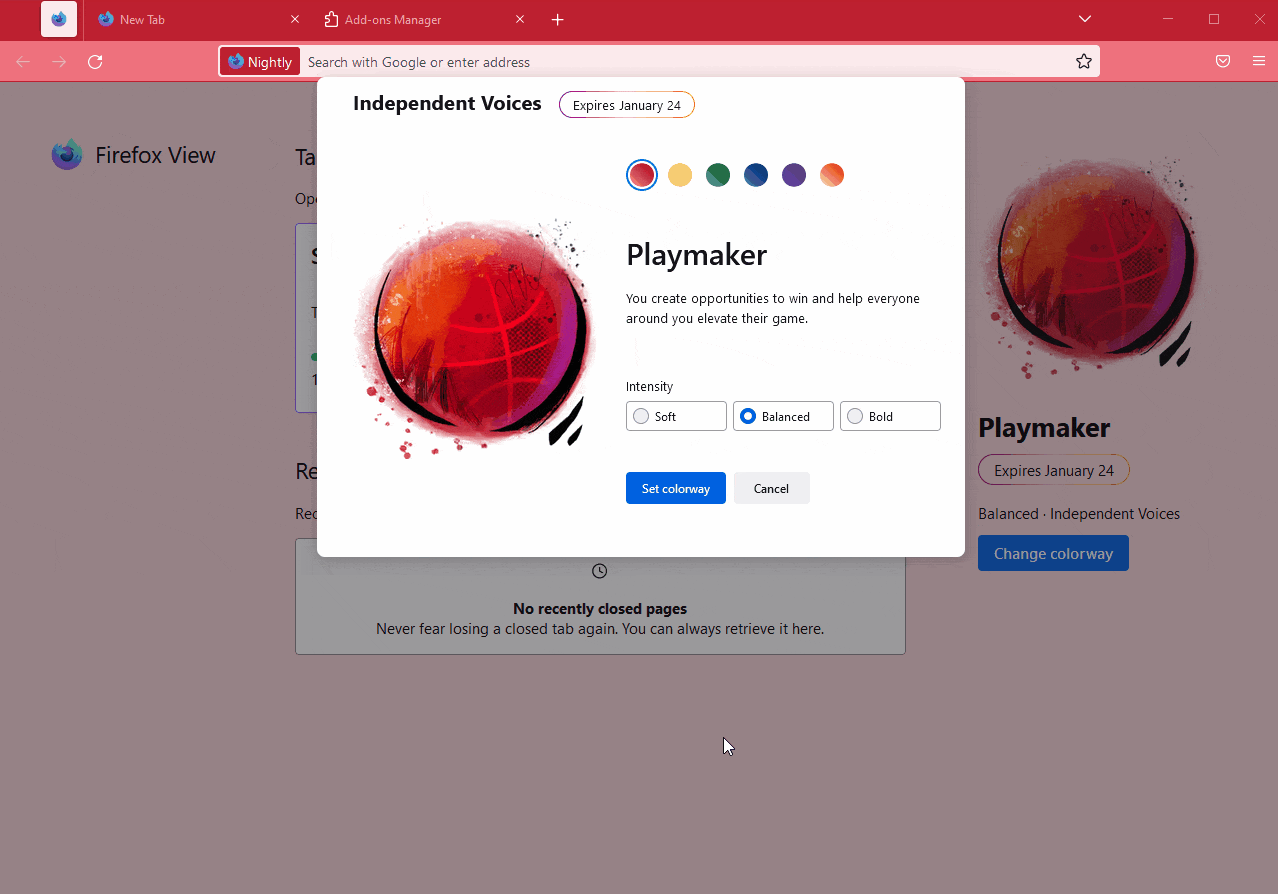 New Tab
Add-ons Manager
Nightly
Search with Google or enter address
Independent Voices
Expires January 24
Firefox View
Ta
Ope
S
T
1
Playmaker
You create opportunities to win and help everyone
around you elevate their game.
Intensity
Soft
Balanced
Bold
Set colorway
Cancel
Re
Rec
No recently closed pages
Never fear losing a closed tab again. You can always retrieve it here.
Playmaker
Expires January 24
Balanced · Independent Voices
Change colorway